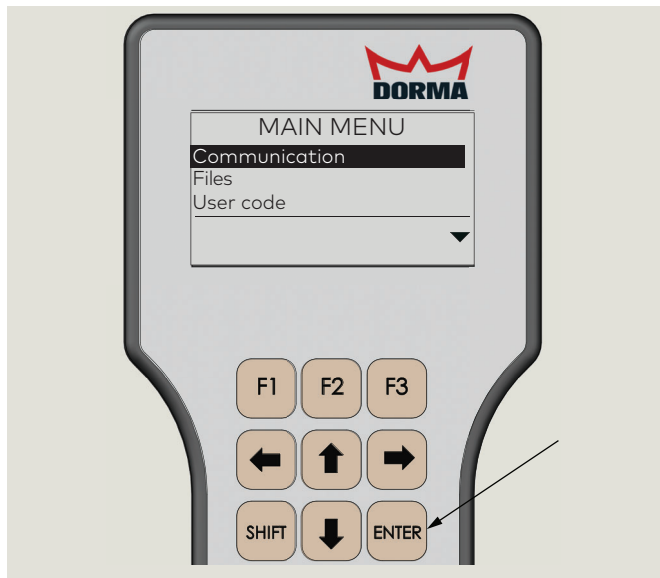 DORMA
MAIN MENU
Communication
Files
User code
F1 F2 F3
SHIFT ENTER